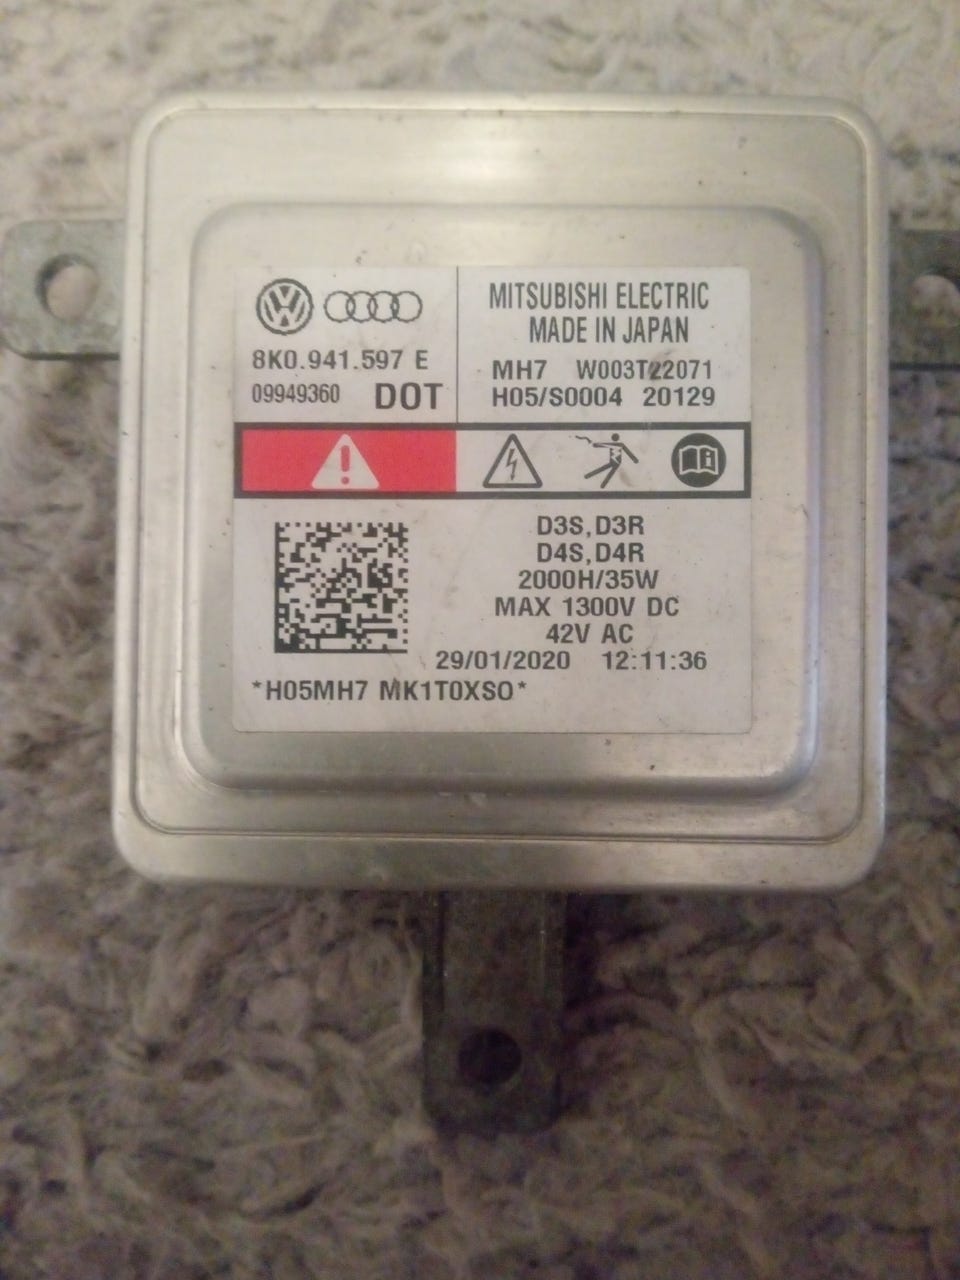 8K0.941.597 E
09949360 DOT
MITSUBISHI ELECTRIC
MADE IN JAPAN
MH7 W003T22071
H05/S0004 20129
D3S,D3R
D4S,D4R
2000H/35W
MAX 1300V DC
42V AC
29/01/2020 12:11:36
*H05MH7 MK1T0XSO*